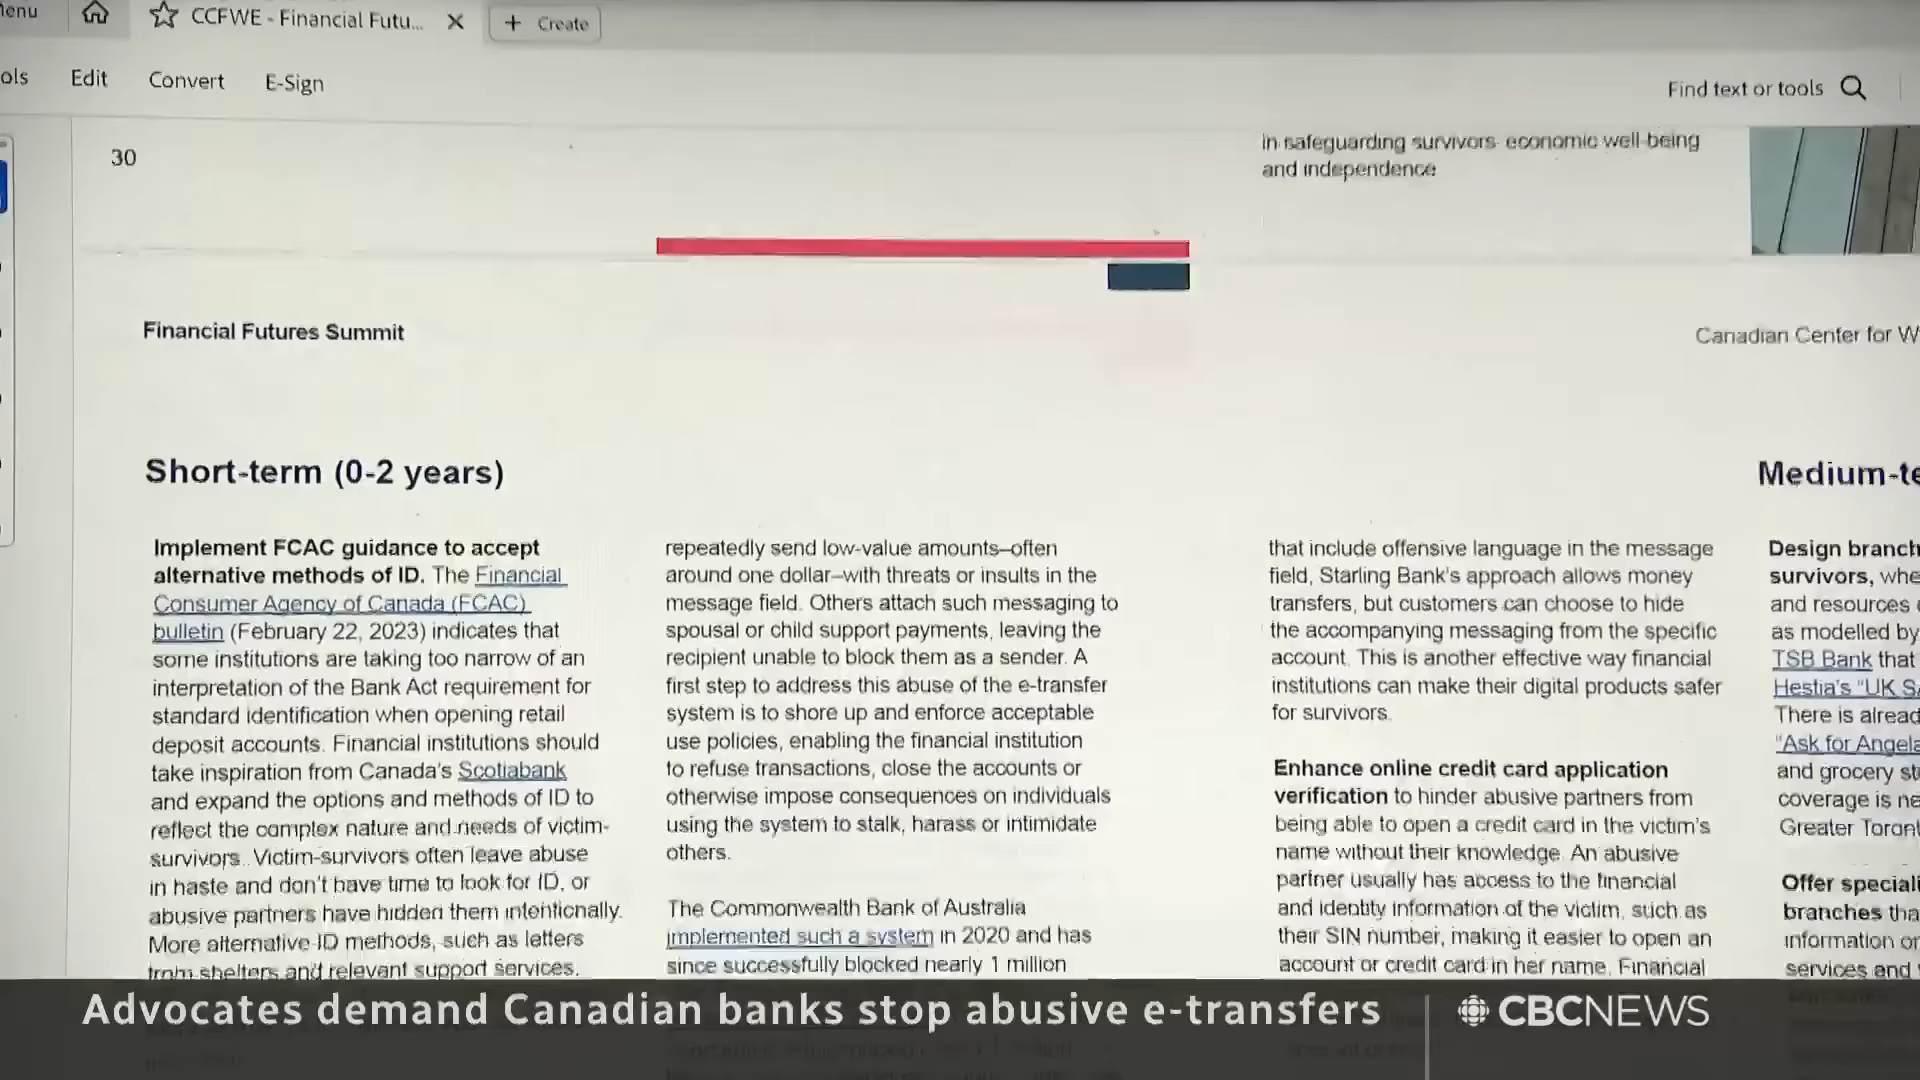 enu
CCFWE - Financial Futu...
Create
ols
Edit
Convert
E-Sign
Find text or tools
30
in safeguarding survivors economic well-being
and independence
Financial Futures Summit
Canadian Center for W
Short-term (0-2 years)
Implement FCAC guidance to accept
alternative methods of ID. The Financial
Consumer Agency of Canada (FCAC)
bulletin (February 22, 2023) indicates that
some institutions are taking too narrow of an
interpretation of the Bank Act requirement for
standard identification when opening retail
deposit accounts. Financial institutions should
take inspiration from Canada's Scotiabank
and expand the options and methods of ID to
reflect the complex nature and needs of victim-
survivors. Victim-survivors often leave abuse
in haste and don't have time to look for ID, or
abusive partners have hidden them intentionally.
More alternative ID methods, such as letters
from shelters and relevant support services,
repeatedly send low-value amounts–often
around one dollar–with threats or insults in the
message field. Others attach such messaging to
spousal or child support payments, leaving the
recipient unable to block them as a sender. A
first step to address this abuse of the e-transfer
system is to shore up and enforce acceptable
use policies, enabling the financial institution
to refuse transactions, close the accounts or
otherwise impose consequences on individuals
using the system to stalk, harass or intimidate
others.
The Commonwealth Bank of Australia
implemented such a system in 2020 and has
since successfully blocked nearly 1 million
that include offensive language in the message
field, Starling Bank's approach allows money
transfers, but customers can choose to hide
the accompanying messaging from the specific
account. This is another effective way financial
institutions can make their digital products safer
for survivors.
Enhance online credit card application
verification to hinder abusive partners from
being able to open a credit card in the victim's
name without their knowledge. An abusive
partner usually has access to the financial
and identity information of the victim, such as
their SIN number, making it easier to open an
account or credit card in her name. Financial
Medium-te
Design branch
survivors, whe
and resources
as modelled by
TSB Bank that
Hestia's "UK SA
There is alread
"Ask for Angela
and grocery st
coverage is ne
Greater Toront
Offer speciali
branches tha
information or
services and
Advocates demand Canadian banks stop abusive e-transfers
CBCNEWS